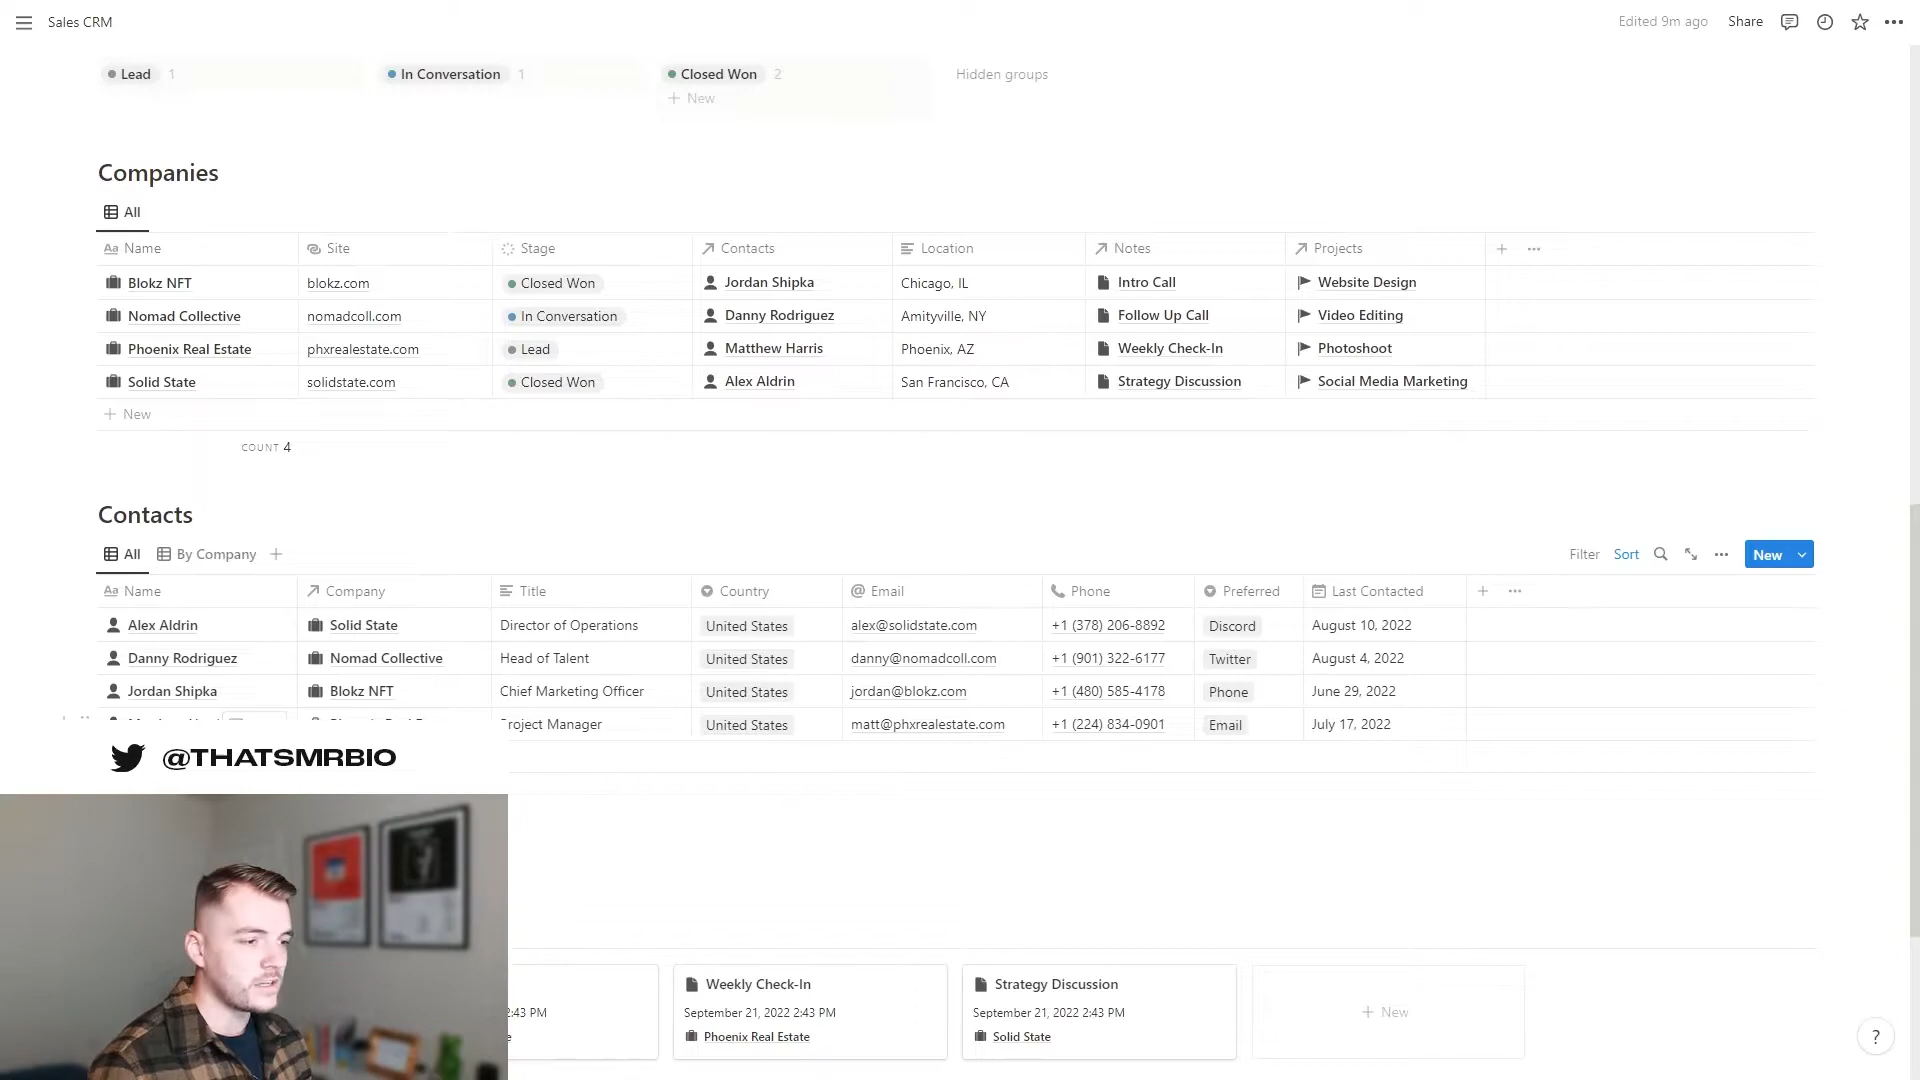 Sales CRM
Edited 9m ago Share
Lead 1 In Conversation 1 Closed Won 2 Hidden groups
+ New
Companies
All
Aa Name Site Stage Contacts Location Notes Projects
Blokz NFT blokz.com Closed Won Jordan Shipka Chicago, IL Intro Call Website Design
Nomad Collective nomadcoll.com In Conversation Danny Rodriguez Amityville, NY Follow Up Call Video Editing
Phoenix Real Estate phxrealestate.com Lead Matthew Harris Phoenix, AZ Weekly Check-In Photoshoot
Solid State solidstate.com Closed Won Alex Aldrin San Francisco, CA Strategy Discussion Social Media Marketing
+ New
COUNT 4
Contacts
All By Company + Filter Sort New
Aa Name Company Title Country @ Email Phone Preferred Last Contacted
Alex Aldrin Solid State Director of Operations United States alex@solidstate.com +1 (378) 206-8892 Discord August 10, 2022
Danny Rodriguez Nomad Collective Head of Talent United States danny@nomadcoll.com +1 (901) 322-6177 Twitter August 4, 2022
Jordan Shipka Blokz NFT Chief Marketing Officer United States jordan@blokz.com +1 (480) 585-4178 Phone June 29, 2022
Project Manager United States matt@phxrealestate.com +1 (224) 834-0901 Email July 17, 2022
@THATSMRBIO
Weekly Check-In Strategy Discussion
2:43 PM September 21, 2022 2:43 PM September 21, 2022 2:43 PM + New
Phoenix Real Estate Solid State
?